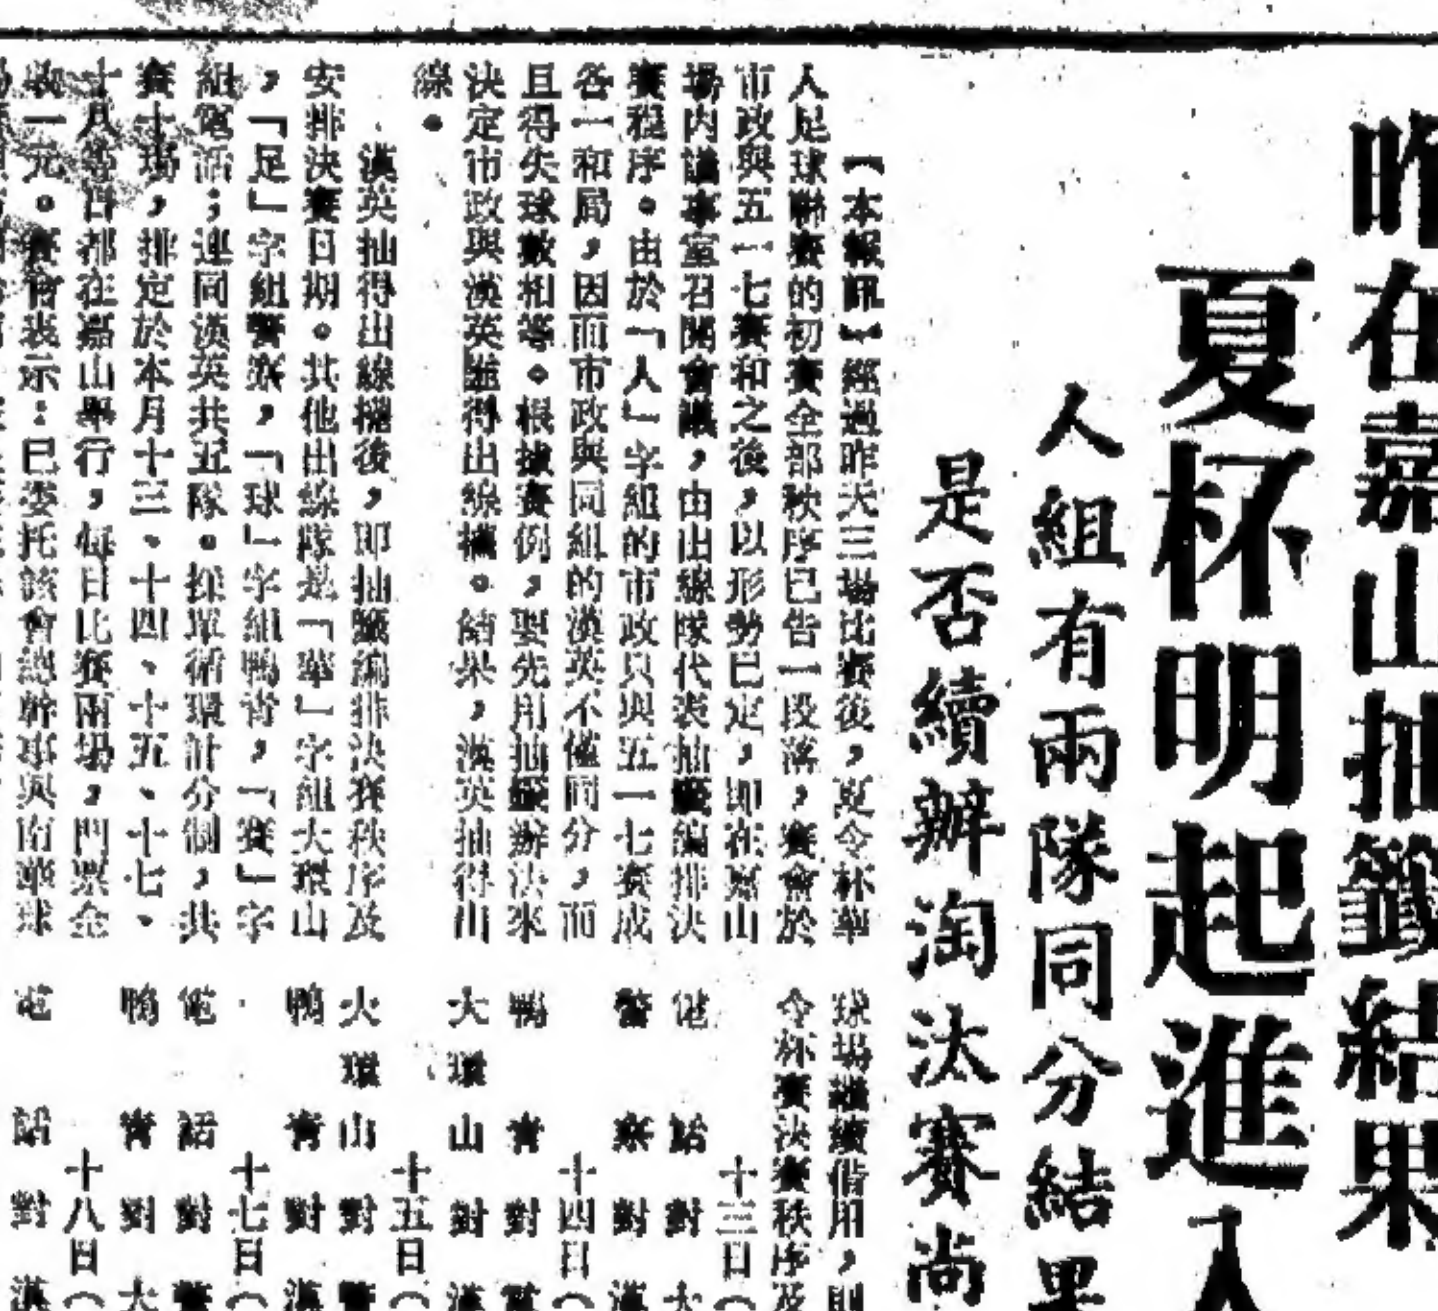 昨在嘉山抽籤結果
夏杯明起進入
人組有兩隊同分結果
是否續辦淘汰賽尚
【本報訊】經過昨天三場比賽後，夏令杯華
人足球聯賽的初賽全部秩序已告一段落，賽會於
市政與五一七賽和之後，以形勢已定，即在嘉山
場內議事室召開會議，由出線隊代表抽籤編排決
賽程序。由於「人」字組的市政只與五一七賽成
各一和局，因而市政與同組的漢英不僅同分，而
且得失球數相等。根據賽例，要先用抽籤辦法來
決定市政與漢英誰得出線權。結果，漢英抽得出
線。
漢英抽得出線權後，即抽籤編排決賽秩序及
安排決賽日期。其他出線隊是「華」字組大環山
，「足」字組警察，「球」字組鴨青，「賽」字
組電話；連同漢英共五隊。採單循環計分制，共
賽十場，排定於本月十三、十四、十五、十七、
十八等日都在嘉山舉行，每日比賽兩場，門票金
收一元。賽會表示：已委托該會總幹事與南華球
球場繼續借用，則
令杯賽決賽秩序及
十三日（
電話對大
警察對漢
十四日（
鴨青對電
大環山對漢
十五日（
大環山對警
鴨青對漢
十七日（
電話對警
鴨青對大
十八日（
電話對漢